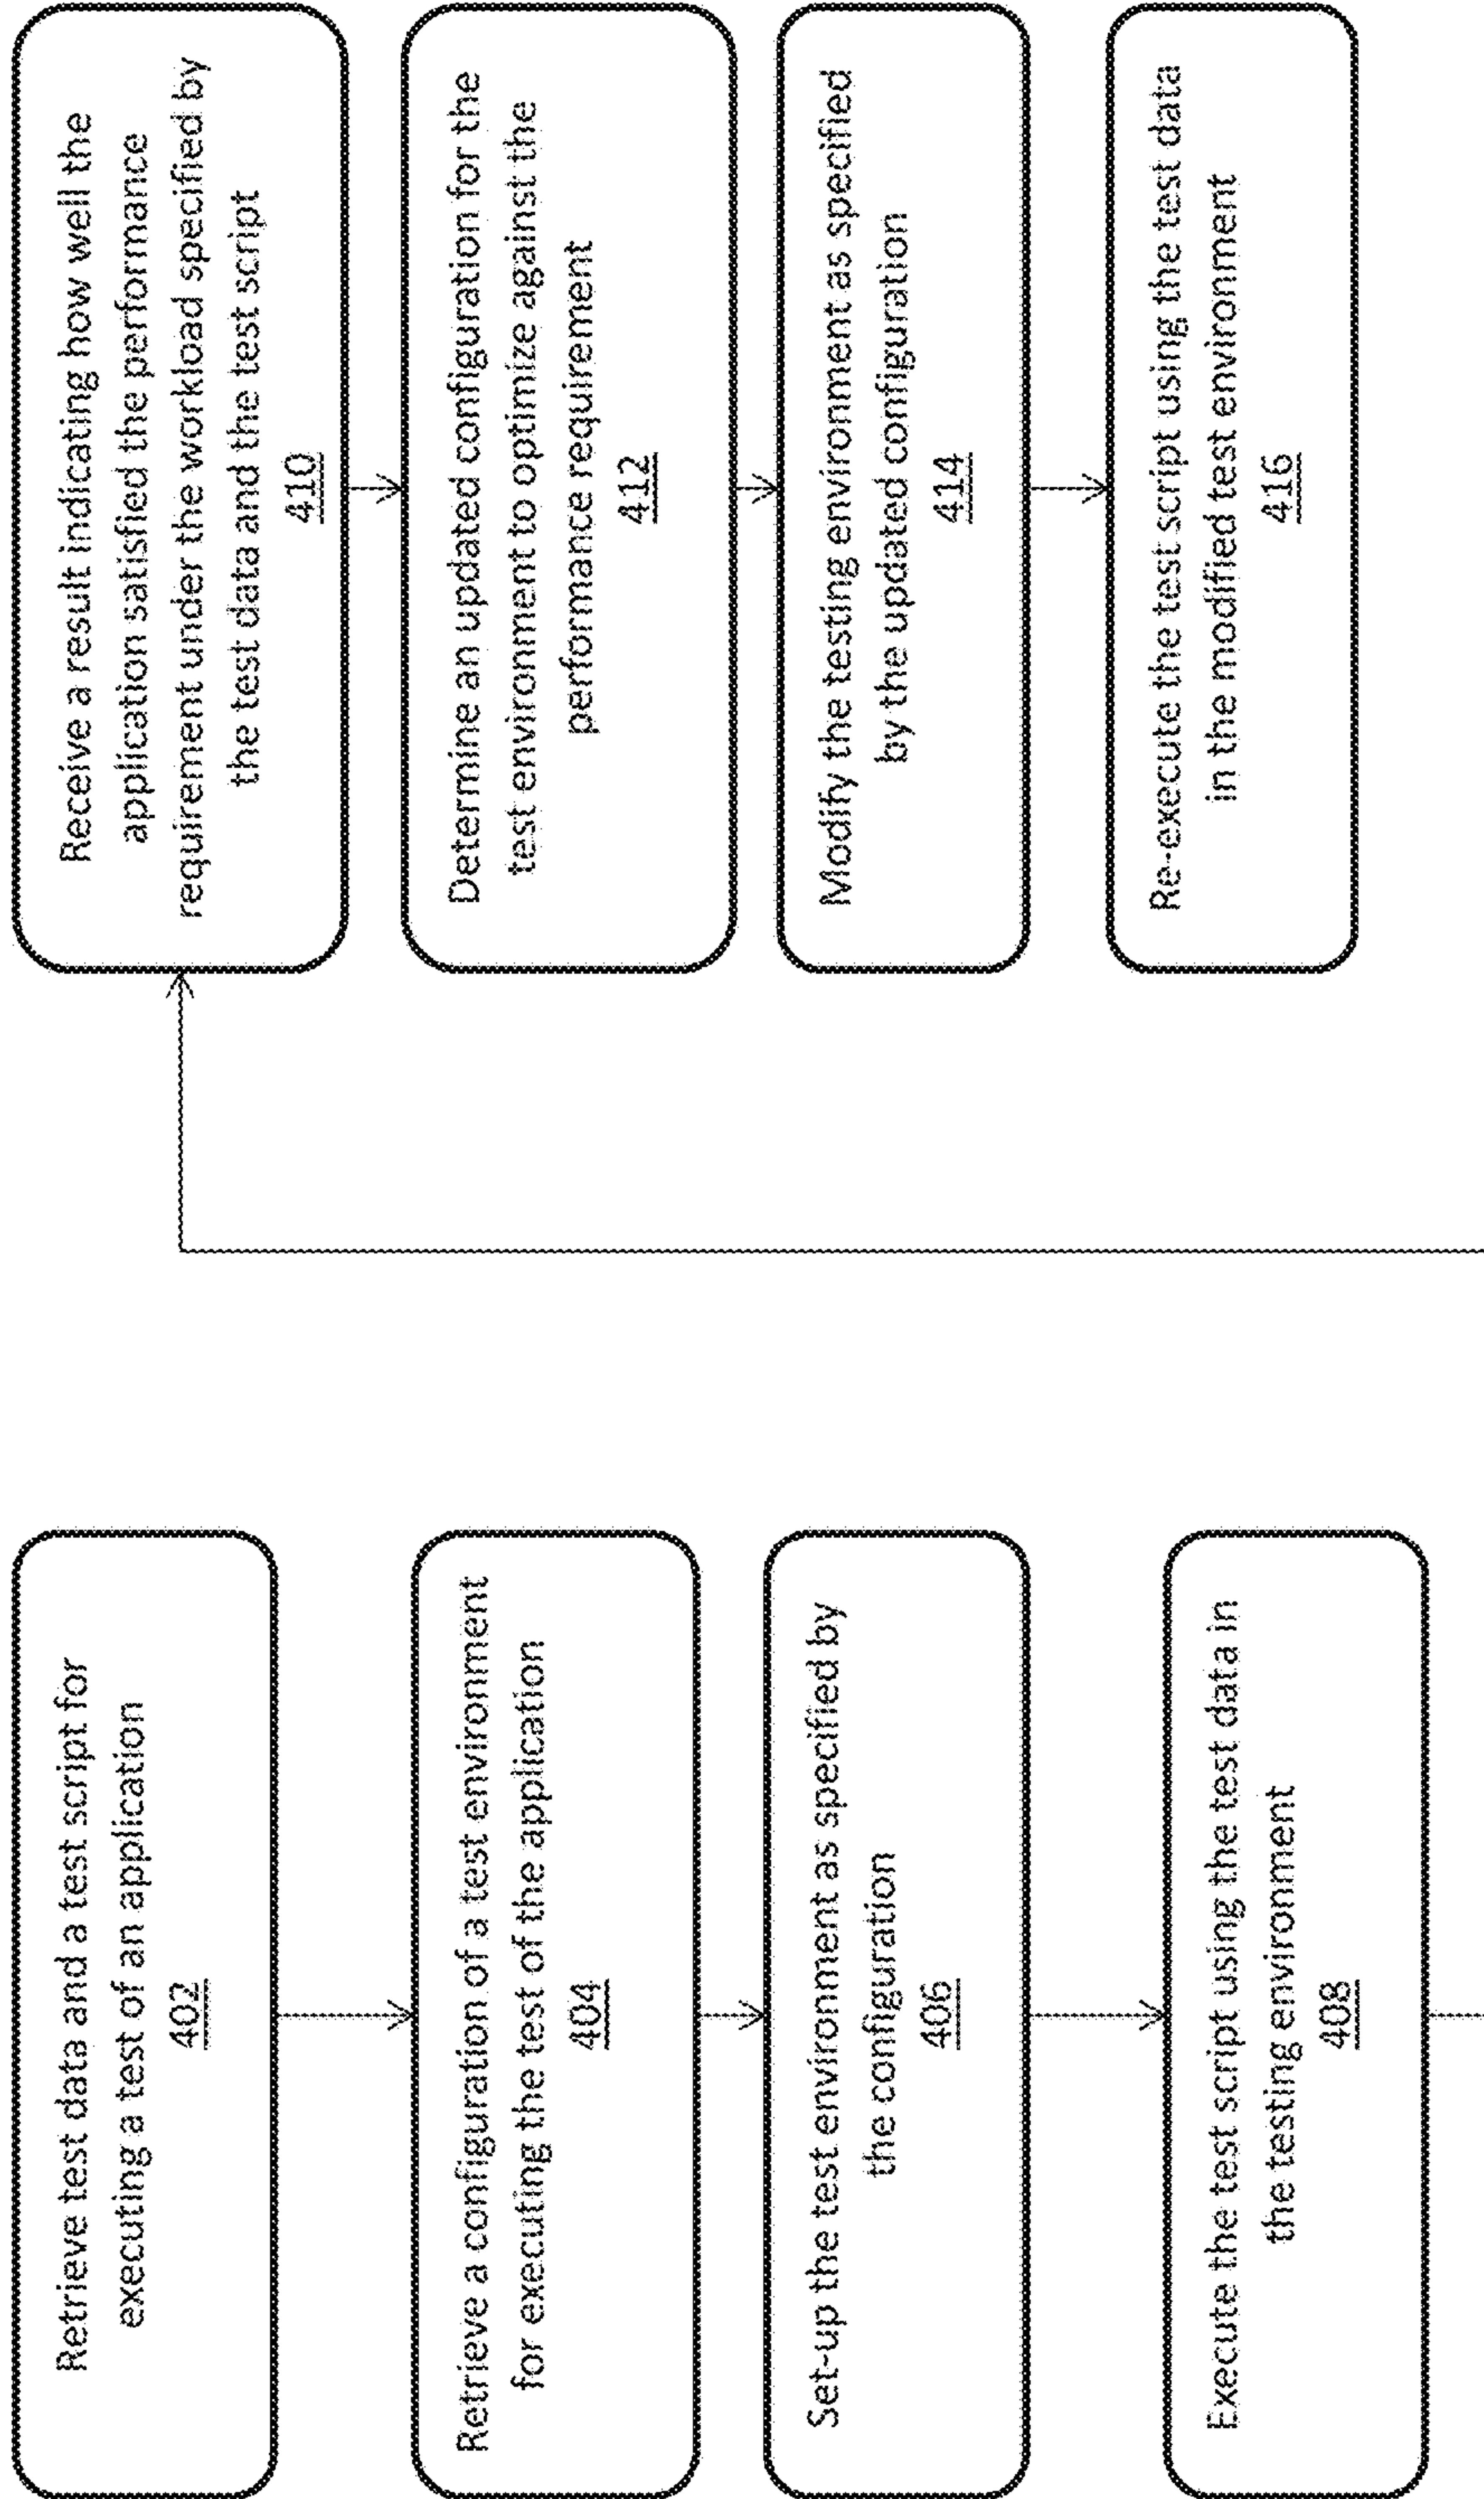 Retrieve test data and a test script for
executing a test of an application
402
Retrieve a configuration of a test environment
for executing the test of the application
404
Set-up the test environment as specified by
the configuration
406
Execute the test script using the test data in
the testing environment
408
Receive a result indicating how well the
application satisfied the performance
requirement under the workload specified by
the test data and the test script
410
Determine an updated configuration for the
test environment to optimize against the
performance requirement
412
Modify the testing environment as specified
by the updated configuration
414
Re-execute the test script using the test data
in the modified test environment
416